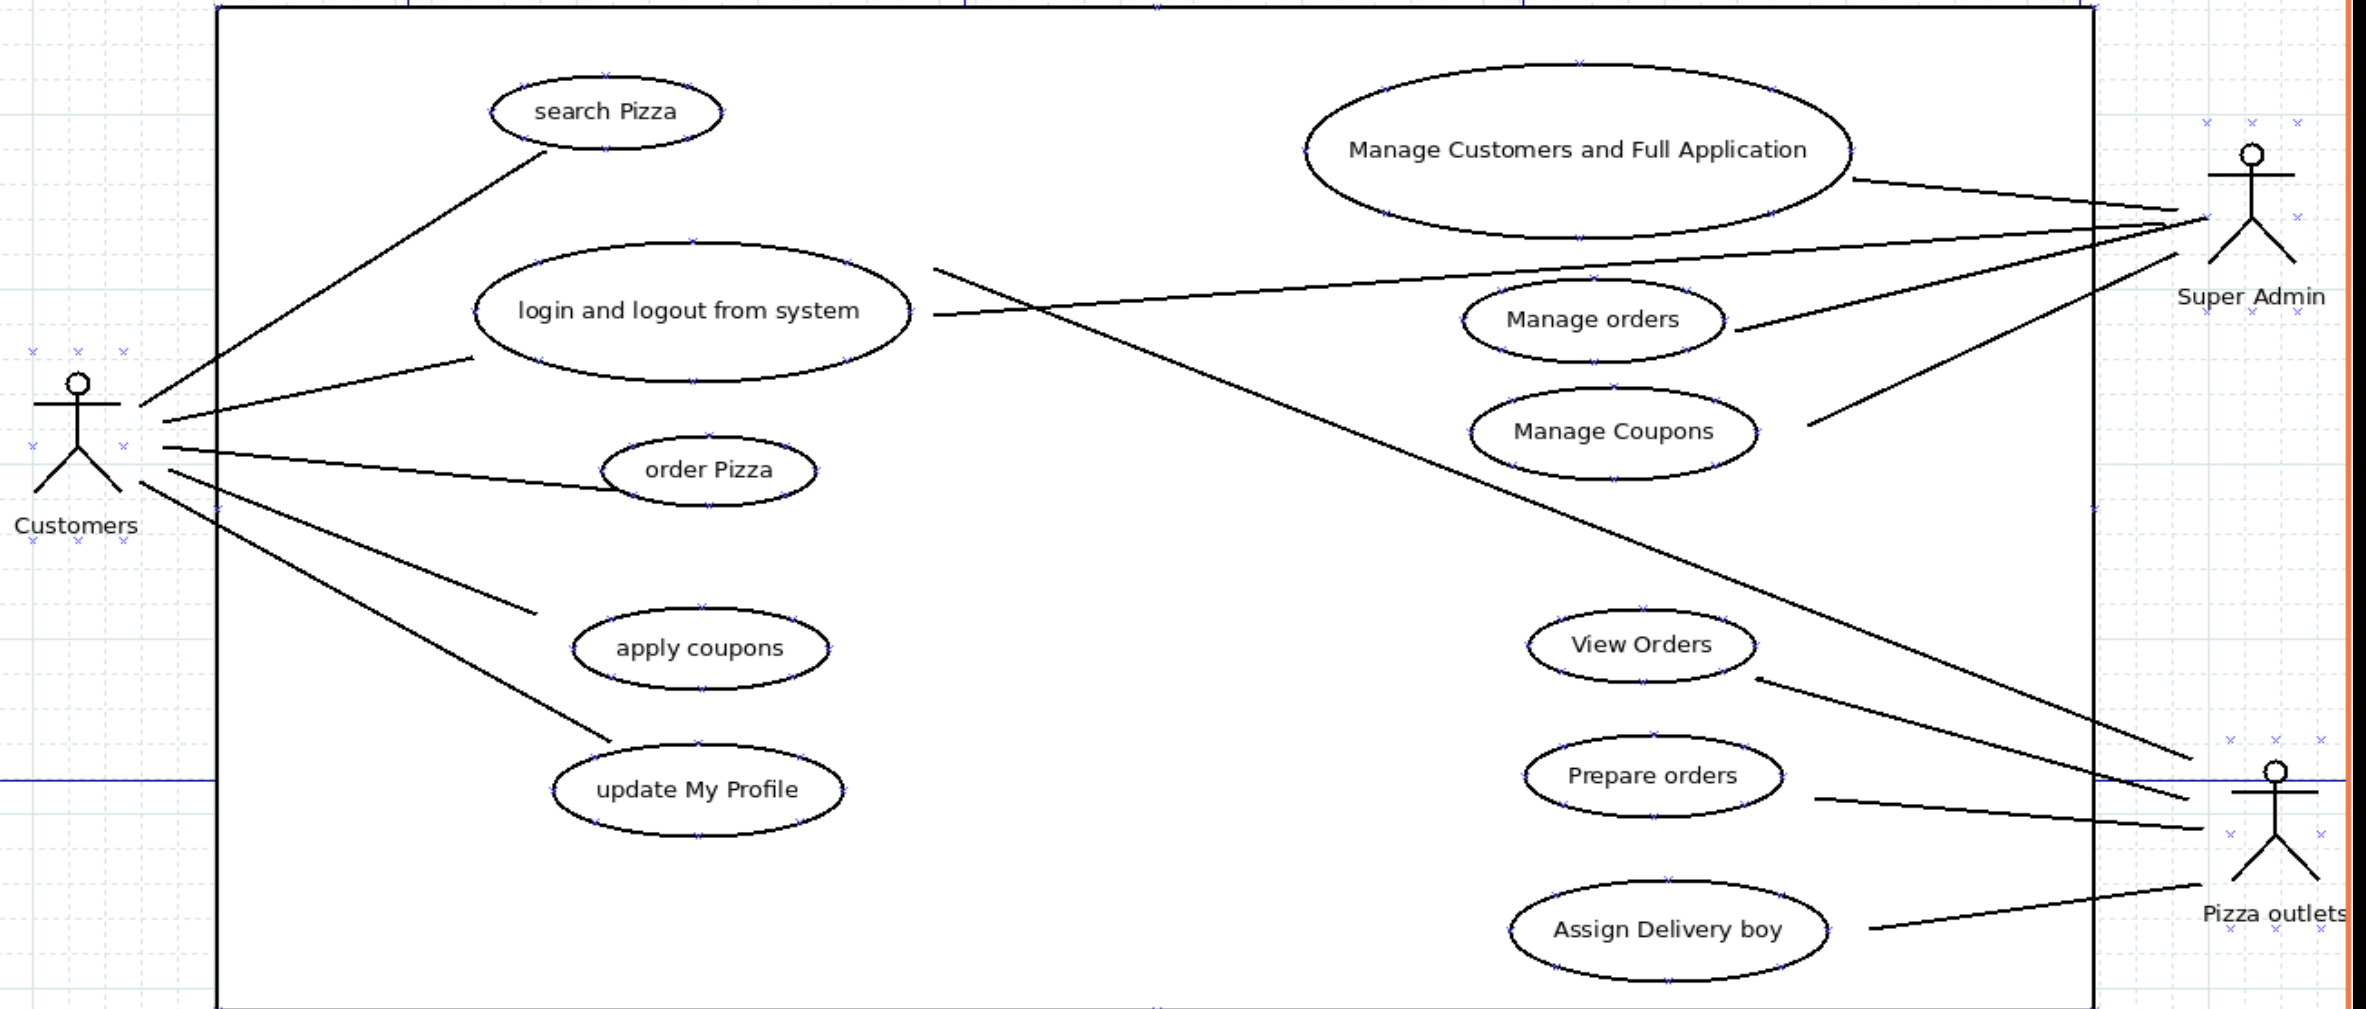 search Pizza
Manage Customers and Full Application
login and logout from system
Super Admin
Manage orders
Manage Coupons
order Pizza
Customers
apply coupons
View Orders
Prepare orders
update My Profile
Pizza outlets
Assign Delivery boy